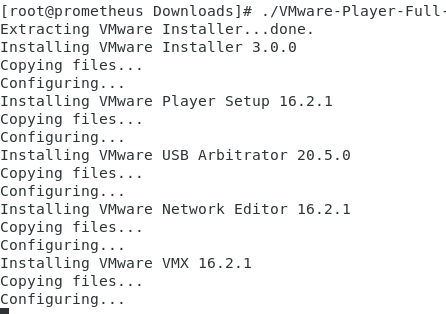 [root@prometheus Downloads]# ./VMware-Player-Full-
Extracting VMware Installer...done.
Installing VMware Installer 3.0.0
Copying files...
Configuring...
Installing VMware Player Setup 16.2.1
Copying files...
Configuring...
Installing VMware USB Arbitrator 20.5.0
Copying files...
Configuring...
Installing VMware Network Editor 16.2.1
Copying files...
Configuring...
Installing VMware VMX 16.2.1
Copying files...
Configuring...